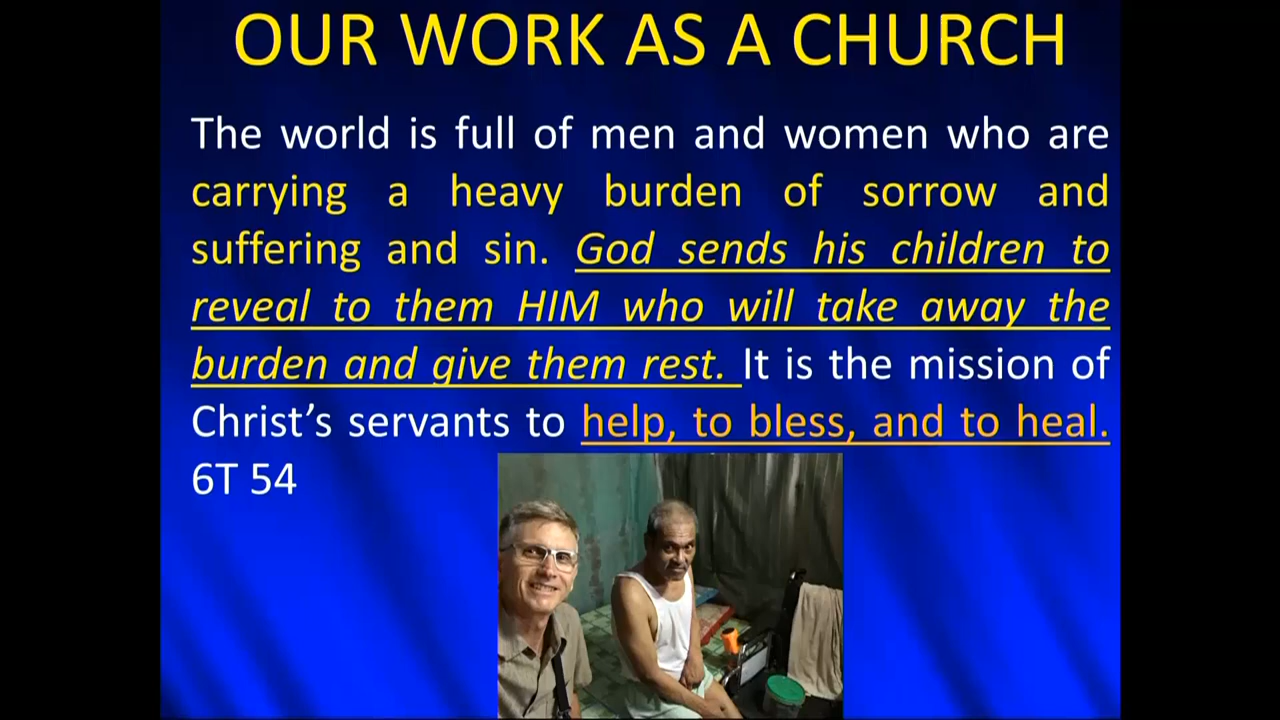 OUR WORK AS A CHURCH
The world is full of men and women who are
carrying a heavy burden of sorrow and
suffering and sin. God sends his children to
reveal to them HIM who will take away the
burden and give them rest. It is the mission of
Christ’s servants to help, to bless, and to heal.
6T 54